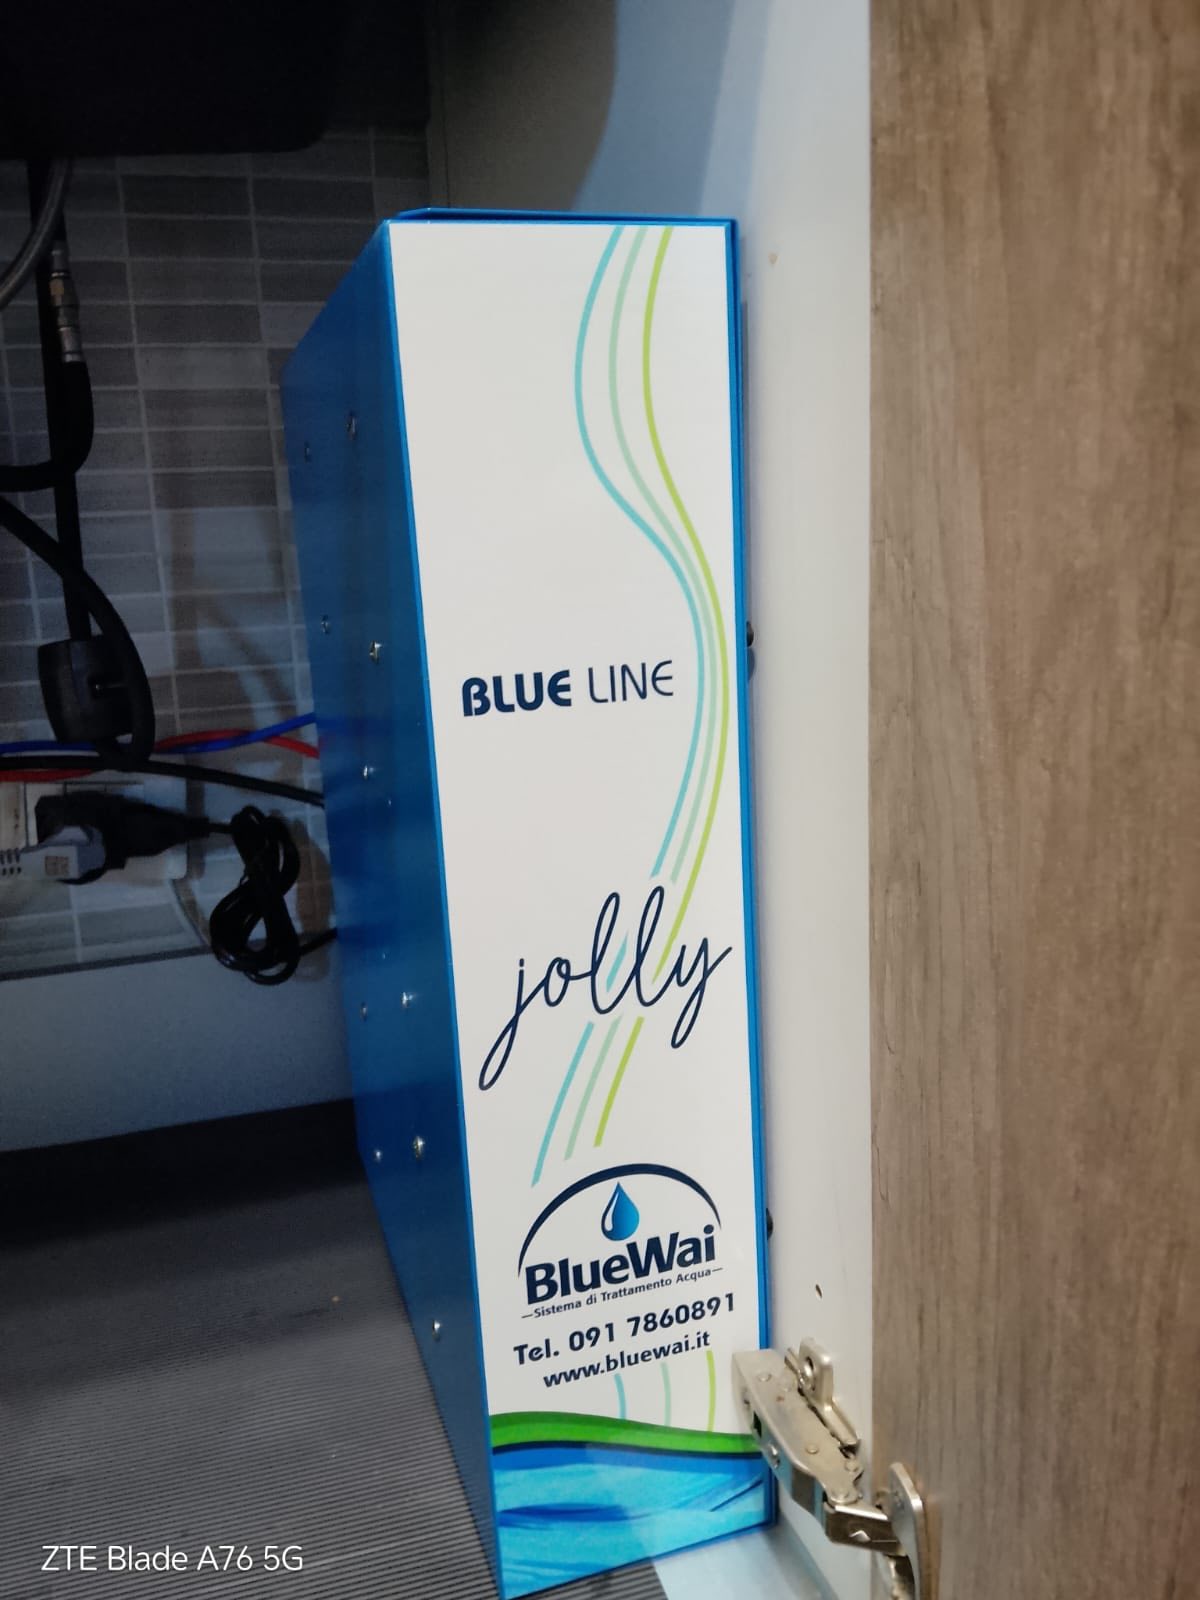 BLUE LINE
jolly
BlueWai
—Sistema di Trattamento Acqua—
Tel. 091 7860891
www.bluewai.it
ZTE Blade A76 5G